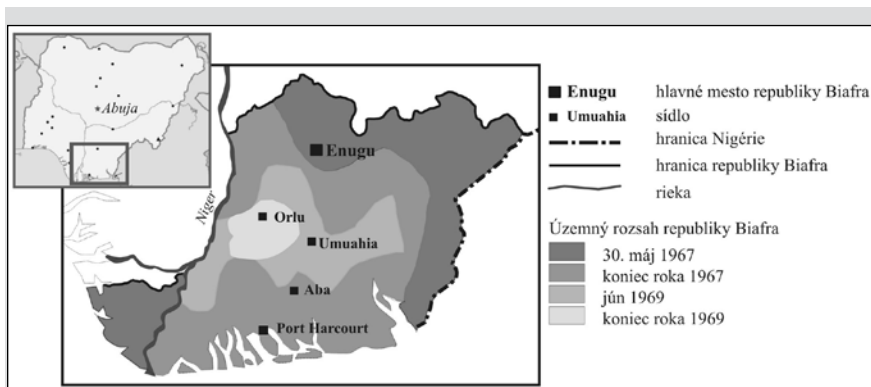 Abuja
Niger
Enugu
Orlu
Umuahia
Aba
Port Harcourt
Enugu hlavné mesto republiky Biafra
Umuahia sídlo
hranica Nigérie
hranica republiky Biafra
rieka
Územný rozsah republiky Biafra
30. máj 1967
koniec roka 1967
jún 1969
koniec roka 1969